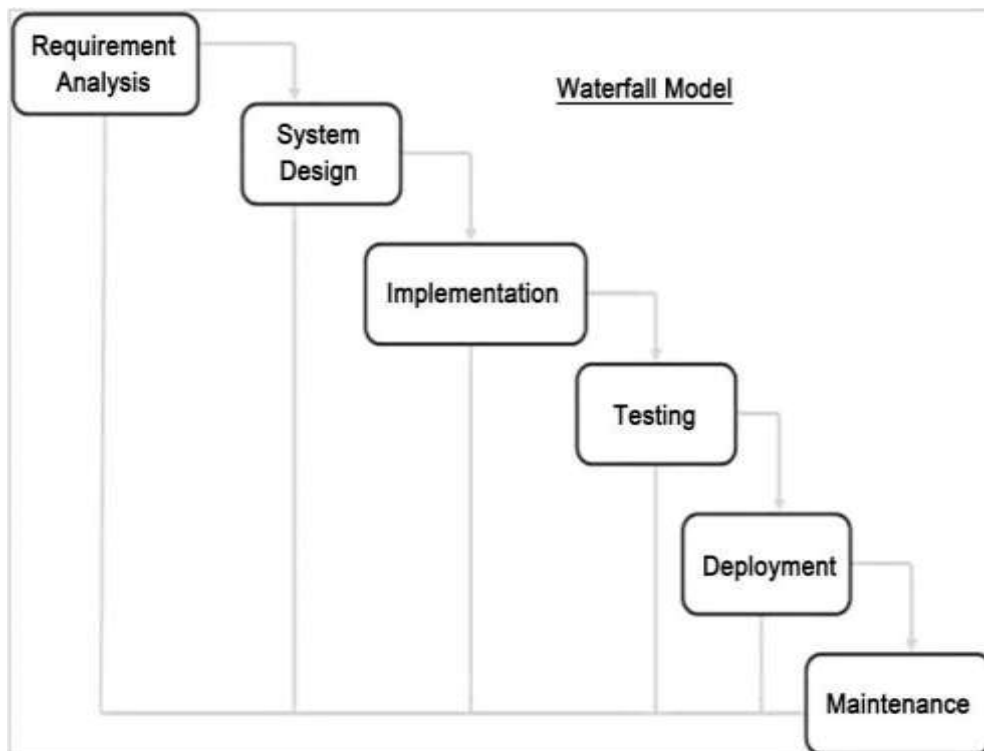 Requirement
Analysis
Waterfall Model
System
Design
Implementation
Testing
Deployment
Maintenance